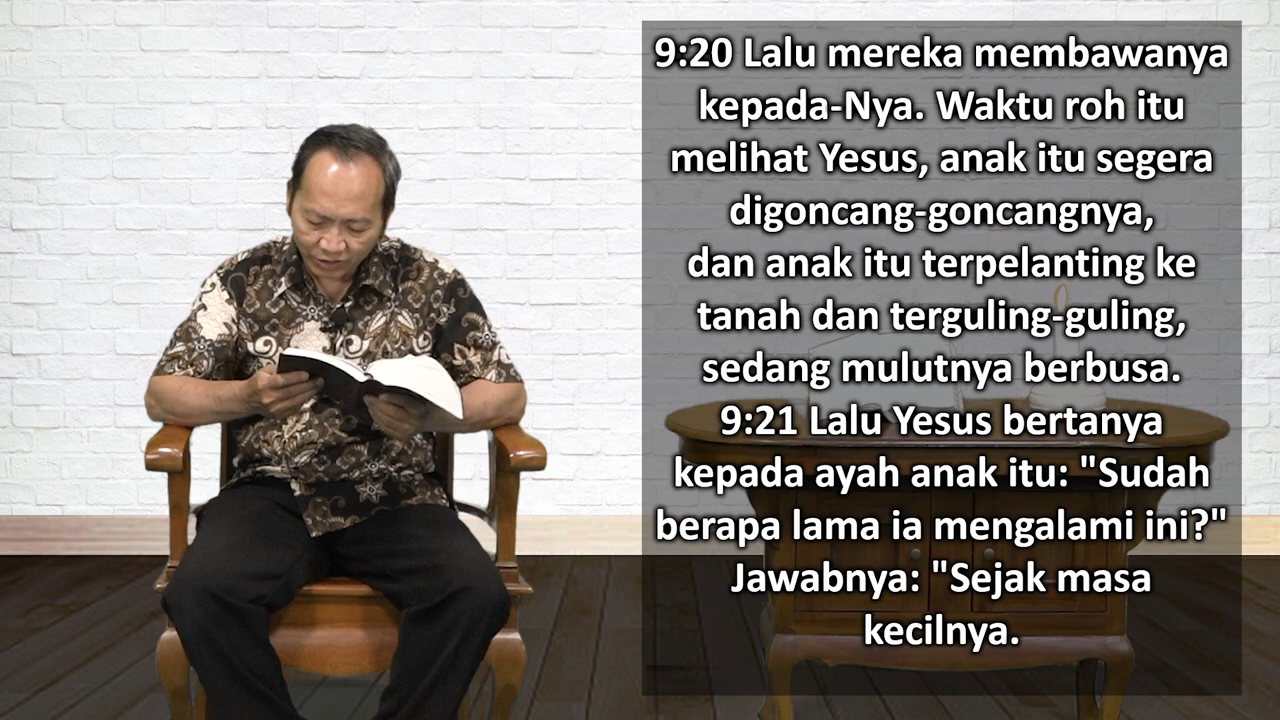 9:20 Lalu mereka membawanya
kepada-Nya. Waktu roh itu
melihat Yesus, anak itu segera
digoncang-goncangnya,
dan anak itu terpelanting ke
tanah dan terguling-guling,
sedang mulutnya berbusa.
9:21 Lalu Yesus bertanya
kepada ayah anak itu: "Sudah
berapa lama ia mengalami ini?"
Jawabnya: "Sejak masa
kecilnya.